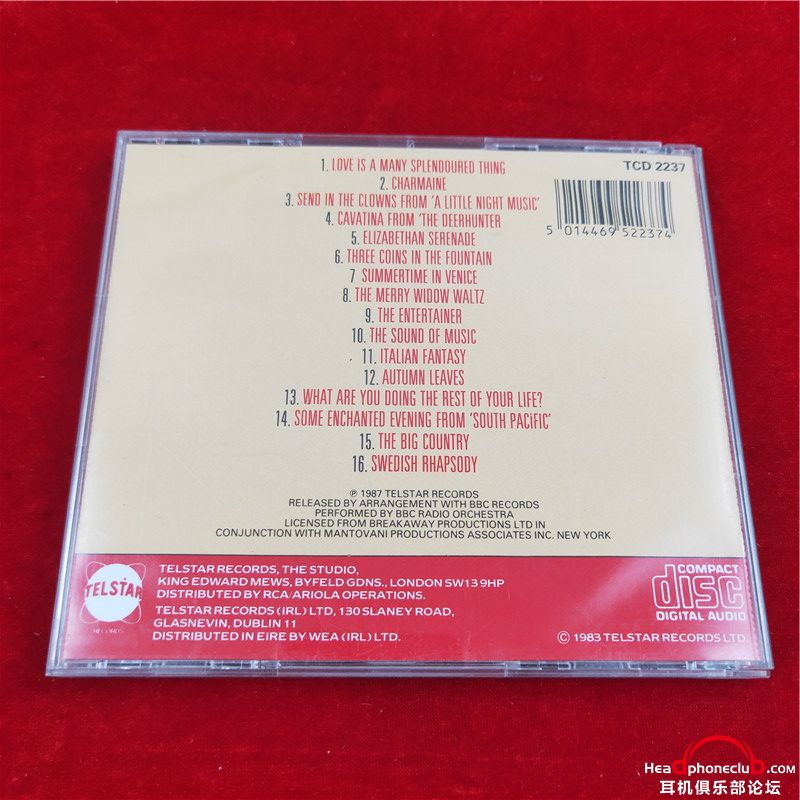 TCD 2237
5 014469 522374
1. LOVE IS A MANY SPLENDOURED THING
2. CHARMAINE
3. SEND IN THE CLOWNS FROM 'A LITTLE NIGHT MUSIC'
4. CAVATINA FROM 'THE DEERHUNTER
5. ELIZABETHAN SERENADE
6. THREE COINS IN THE FOUNTAIN
7 SUMMERTIME IN VENICE
8. THE MERRY WIDOW WALTZ
9. THE ENTERTAINER
10. THE SOUND OF MUSIC
11. ITALIAN FANTASY
12. AUTUMN LEAVES
13. WHAT ARE YOU DOING THE REST OF YOUR LIFE?
14. SOME ENCHANTED EVENING FROM 'SOUTH PACIFIC'
15. THE BIG COUNTRY
16. SWEDISH RHAPSODY
℗ 1987 TELSTAR RECORDS
RELEASED BY ARRANGEMENT WITH BBC RECORDS
PERFORMED BY BBC RADIO ORCHESTRA
LICENSED FROM BREAKAWAY PRODUCTIONS LTD IN
CONJUNCTION WITH MANTOVANI PRODUCTIONS ASSOCIATES INC. NEW YORK
TELSTAR
RECORDS
TELSTAR RECORDS, THE STUDIO,
KING EDWARD MEWS, BYFELD GDNS., LONDON SW13 9HP
DISTRIBUTED BY RCA/ARIOLA OPERATIONS.
TELSTAR RECORDS (IRL) LTD, 130 SLANEY ROAD,
GLASNEVIN, DUBLIN 11
DISTRIBUTED IN EIRE BY WEA (IRL) LTD.
COMPACT
disc
DIGITAL AUDIO
© 1983 TELSTAR RECORDS LTD.
HeadphoneclubD.com
耳机俱乐部论坛